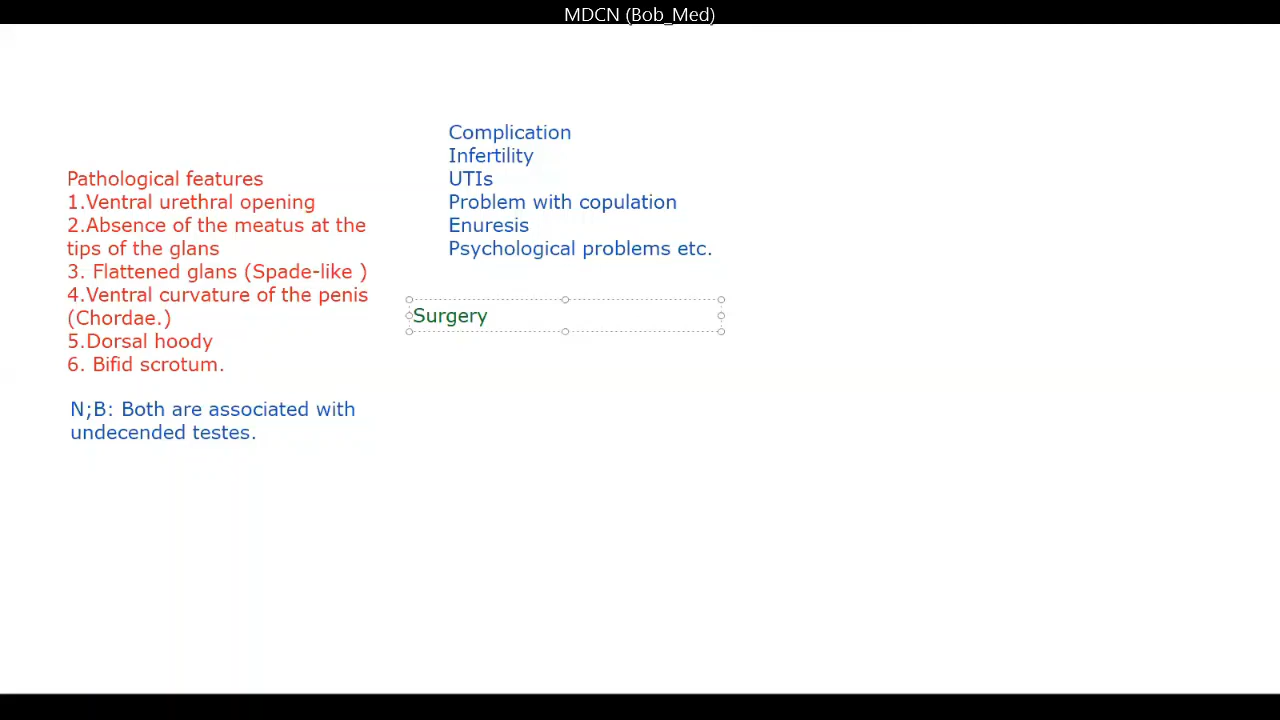 MDCN (Bob_Med)
Pathological features
1.Ventral urethral opening
2.Absence of the meatus at the
tips of the glans
3. Flattened glans (Spade-like )
4.Ventral curvature of the penis
(Chordae.)
5.Dorsal hoody
6. Bifid scrotum.
N;B: Both are associated with
undecended testes.
Complication
Infertility
UTIs
Problem with copulation
Enuresis
Psychological problems etc.
Surgery